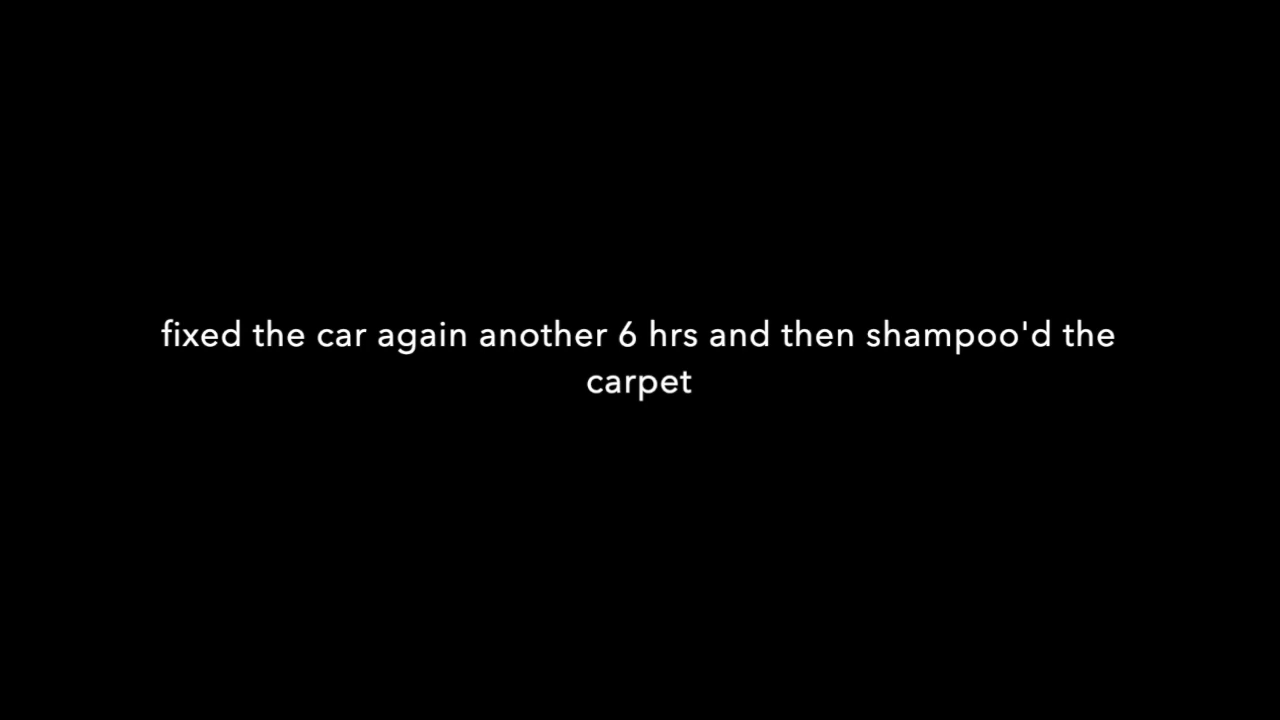 fixed the car again another 6 hrs and then shampoo'd the
carpet